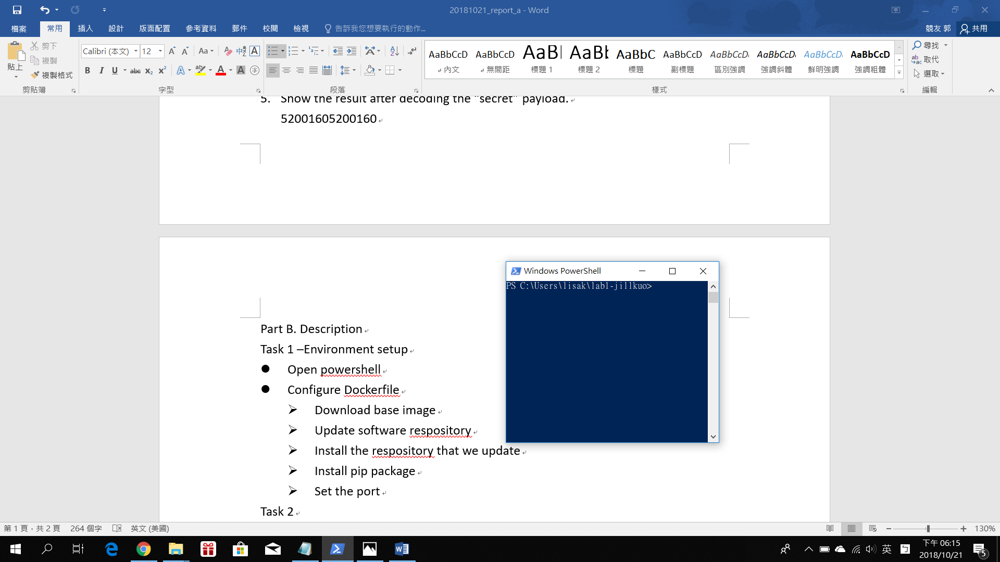 20181021_report_a - Word
檔案 常用 插入 設計 版面配置 參考資料 郵件 校閱 檢視 告訴我您想要執行的動作... 競友 郭 共用
貼上 剪下 複製 複製格式
Calibri (本文) 12 Aa
B I U abc X₂ X² A
AaBbCcD AaBbCcD AaBl AaBb AaBbC AaBbCcD AaBbCcDc AaBbCcDc AaBbCcDc AaBbCcD
內文 無間距 標題 1 標題 2 標題 副標題 區別強調 強調斜體 鮮明強調 強調粗體
尋找
取代
選取
剪貼簿 字型 段落 樣式 編輯
5. Show the result after decoding the "secret" payload.
52001605200160
Windows PowerShell
PS C:\Users\lisak\lab1-jillkuo>
Part B. Description
Task 1 –Environment setup
● Open powershell
● Configure Dockerfile
➢ Download base image
➢ Update software respository
➢ Install the respository that we update
➢ Install pip package
➢ Set the port
Task 2
第 1 頁，共 2 頁 264 個字 英文 (美國) 130%
英 下午 06:15
2018/10/21 5